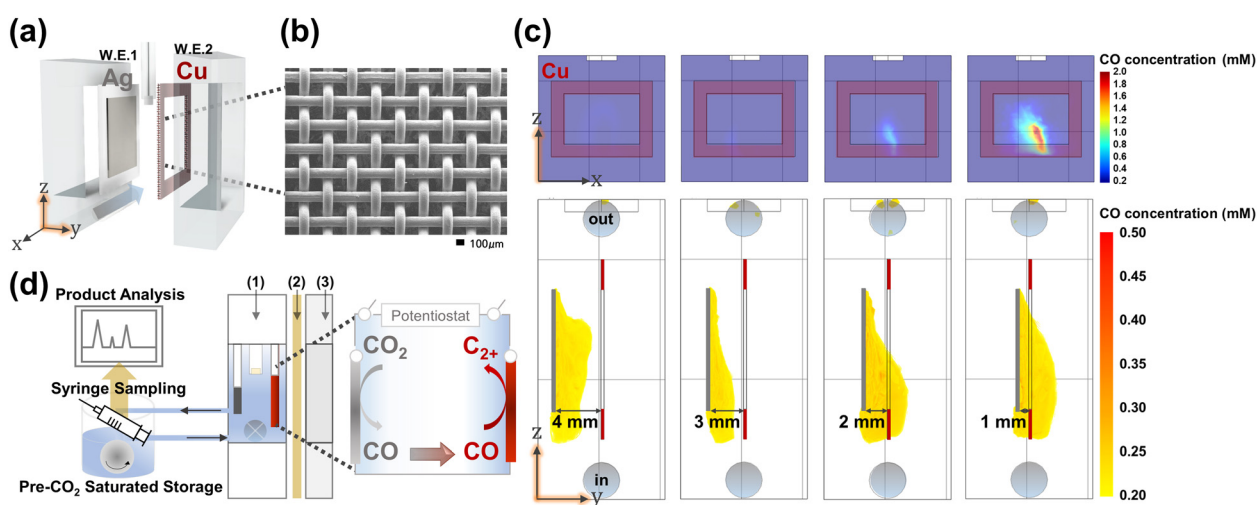 (a)
W.E.1
Ag
W.E.2
Cu
z
y
x
(b)
100μm
(c)
Cu
z
x
CO concentration (mM)
2.0
1.8
1.6
1.4
1.2
1.0
0.8
0.6
0.4
0.2
out
in
4 mm
3 mm
2 mm
1 mm
z
y
CO concentration (mM)
0.50
0.45
0.40
0.35
0.30
0.25
0.20
(d)
Product Analysis
Syringe Sampling
Pre-CO₂ Saturated Storage
(1)
(2)
(3)
Potentiostat
CO₂
C₂₊
CO
CO